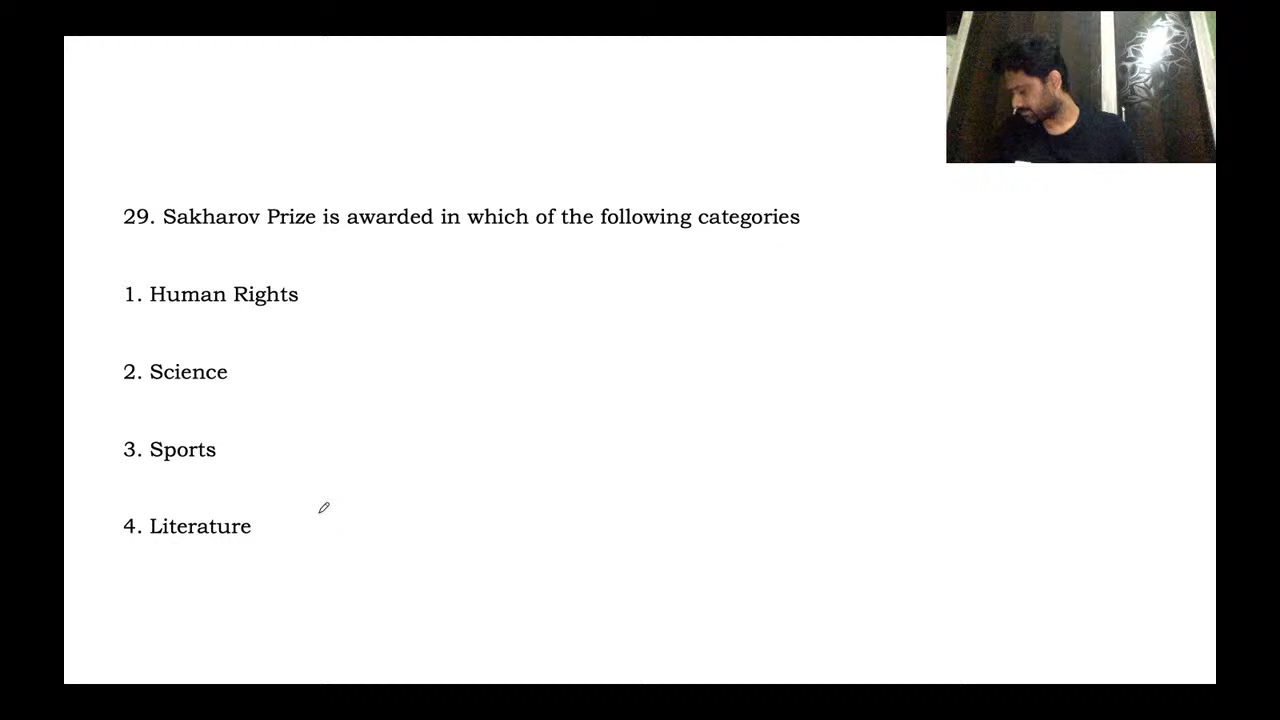 29. Sakharov Prize is awarded in which of the following categories
1. Human Rights
2. Science
3. Sports
4. Literature